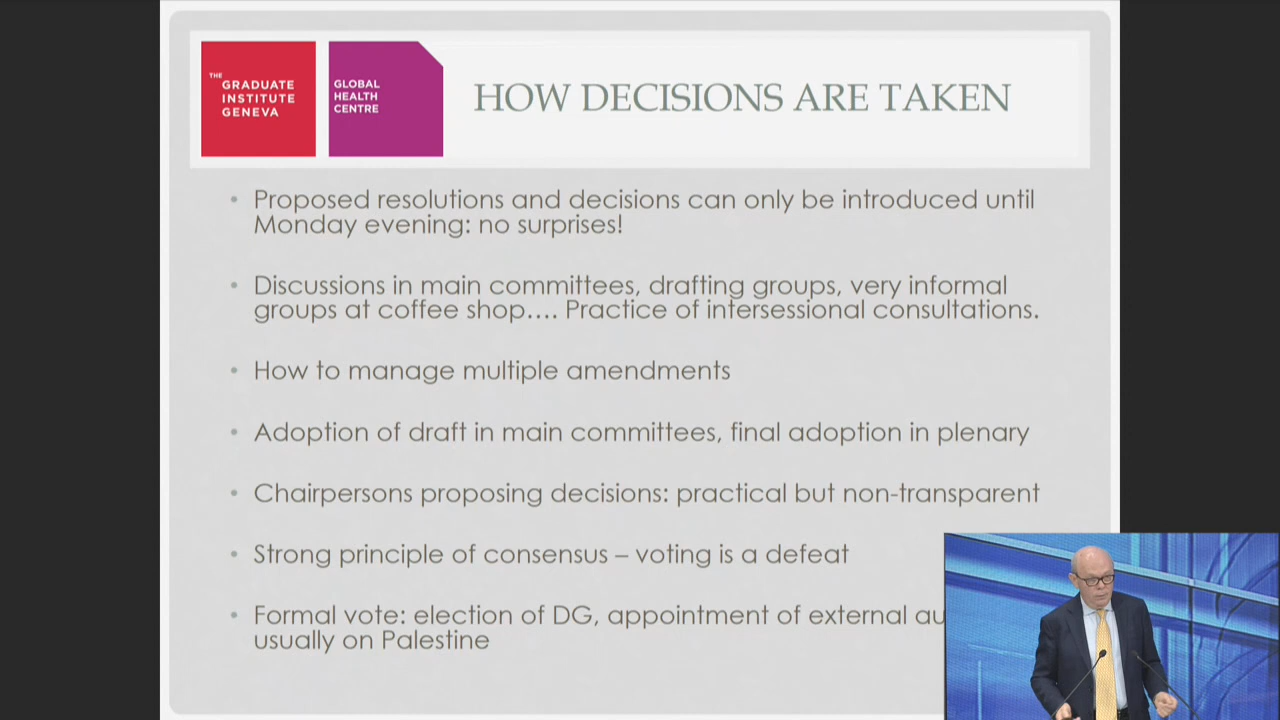 THE
GRADUATE
INSTITUTE
GENEVA
GLOBAL
HEALTH
CENTRE
HOW DECISIONS ARE TAKEN
• Proposed resolutions and decisions can only be introduced until
Monday evening: no surprises!
• Discussions in main committees, drafting groups, very informal
groups at coffee shop…. Practice of intersessional consultations.
• How to manage multiple amendments
• Adoption of draft in main committees, final adoption in plenary
• Chairpersons proposing decisions: practical but non-transparent
• Strong principle of consensus – voting is a defeat
• Formal vote: election of DG, appointment of external
usually on Palestine